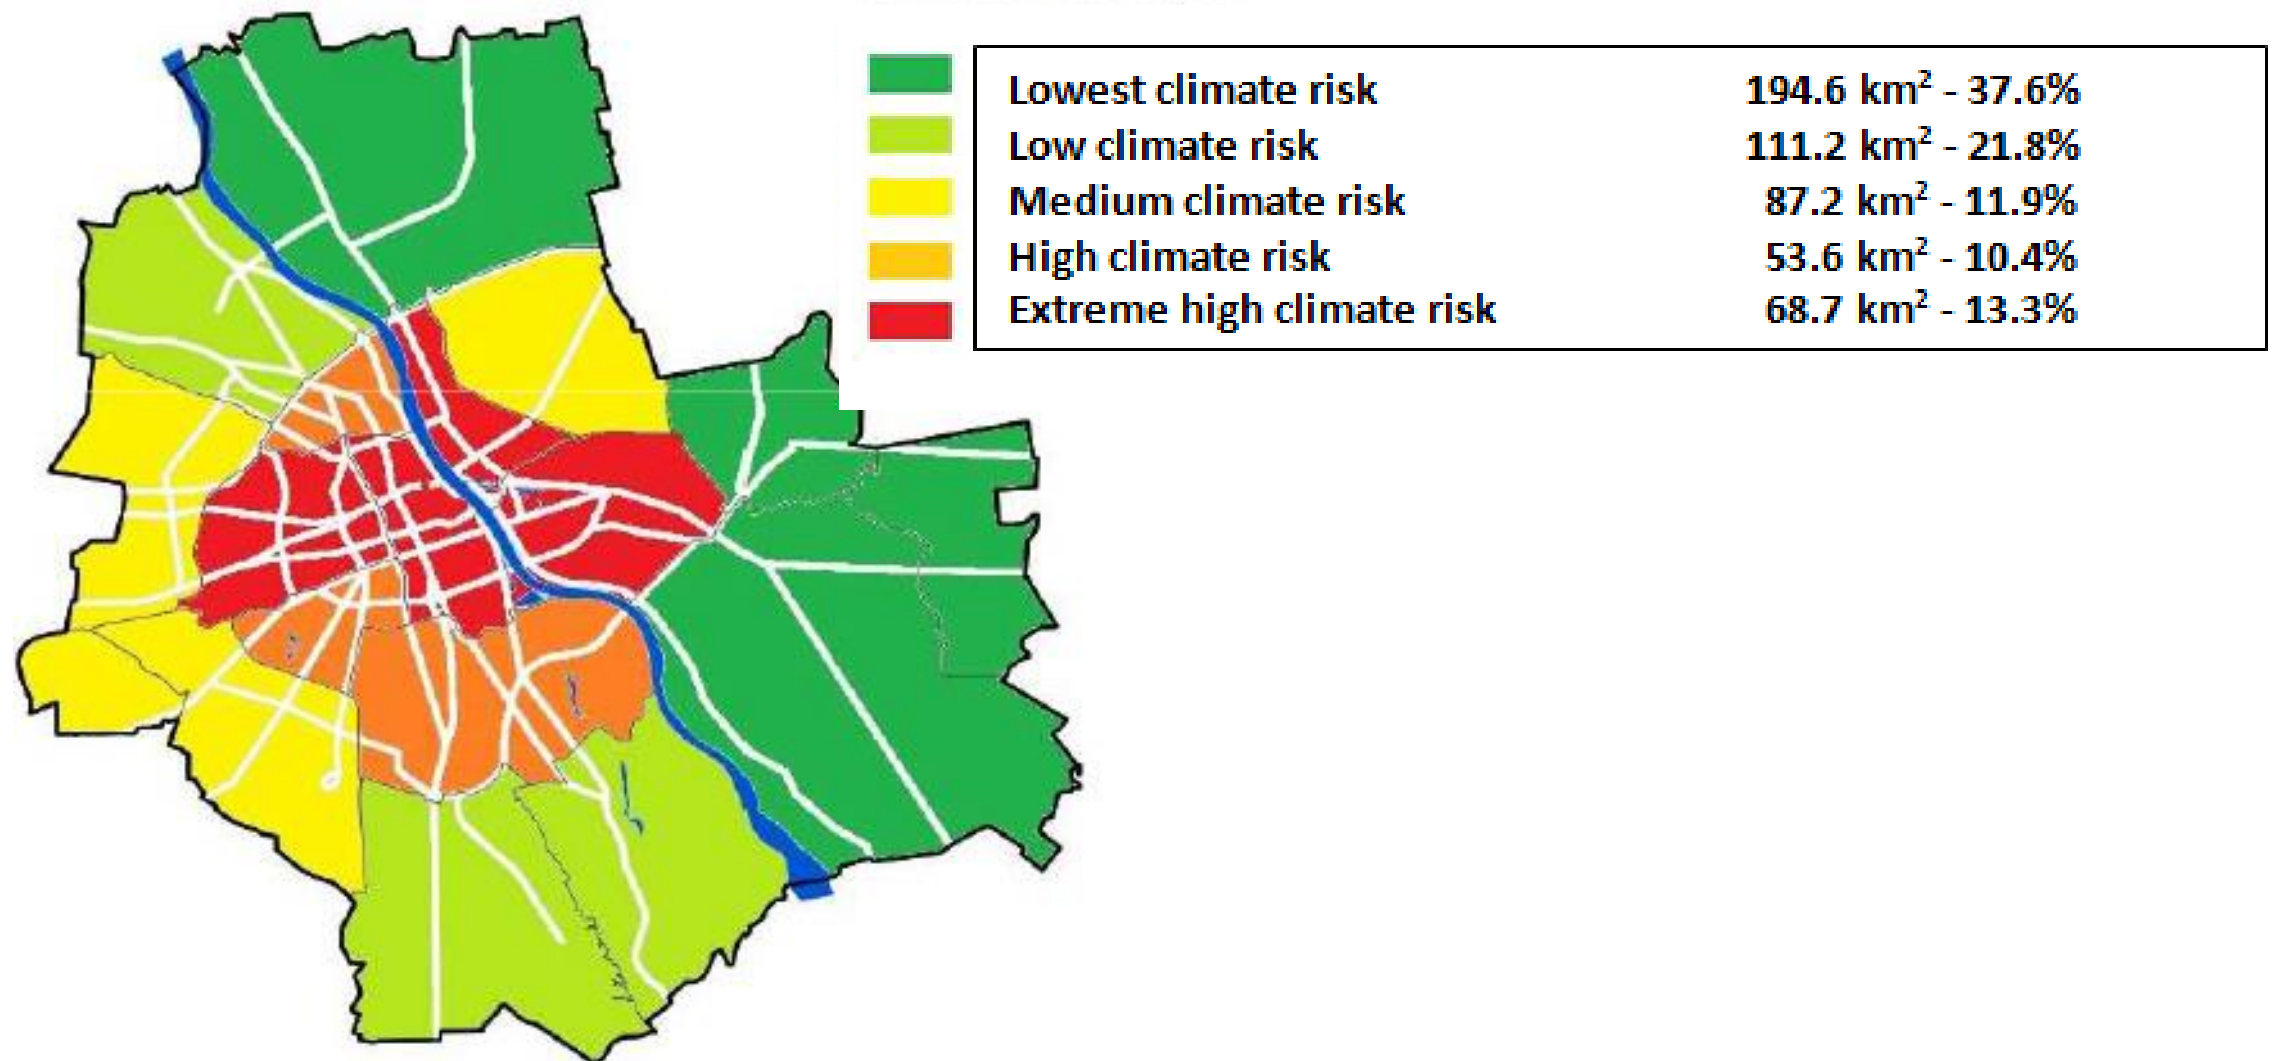 Lowest climate risk 194.6 km² - 37.6%
Low climate risk 111.2 km² - 21.8%
Medium climate risk 87.2 km² - 11.9%
High climate risk 53.6 km² - 10.4%
Extreme high climate risk 68.7 km² - 13.3%